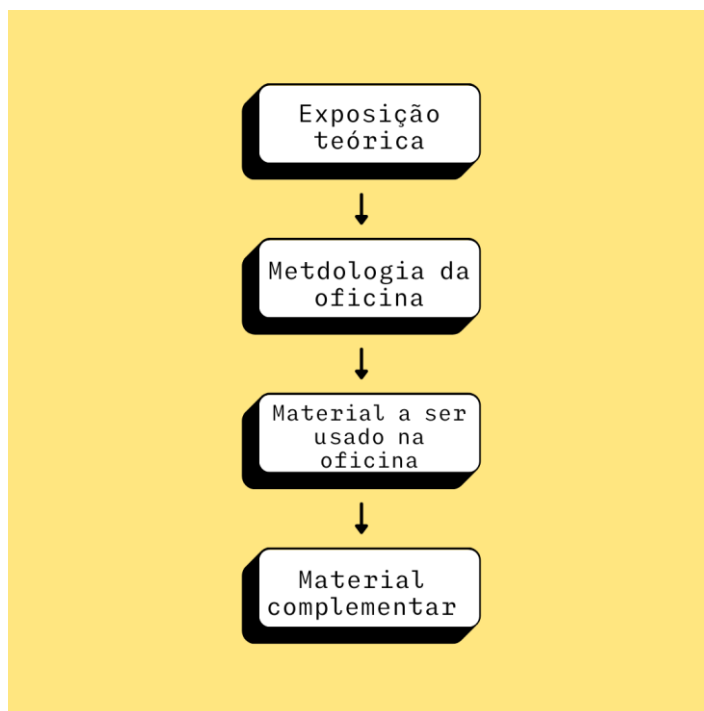 Exposição
teórica
Metdologia da
oficina
Material a ser
usado na
oficina
Material
complementar